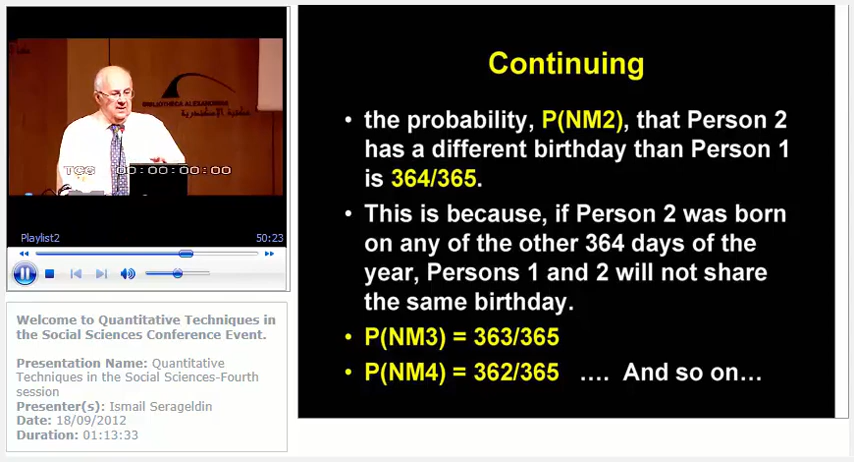 BIBLIOTHECA ALEXANDRINA
مكتبة الإسكندرية
TCG 00:00:00:00
Playlist2 50:23
Welcome to Quantitative Techniques in
the Social Sciences Conference Event.
Presentation Name: Quantitative
Techniques in the Social Sciences-Fourth
session
Presenter(s): Ismail Serageldin
Date: 18/09/2012
Duration: 01:13:33
Continuing
• the probability, P(NM2), that Person 2
has a different birthday than Person 1
is 364/365.
• This is because, if Person 2 was born
on any of the other 364 days of the
year, Persons 1 and 2 will not share
the same birthday.
• P(NM3) = 363/365
• P(NM4) = 362/365 …. And so on…